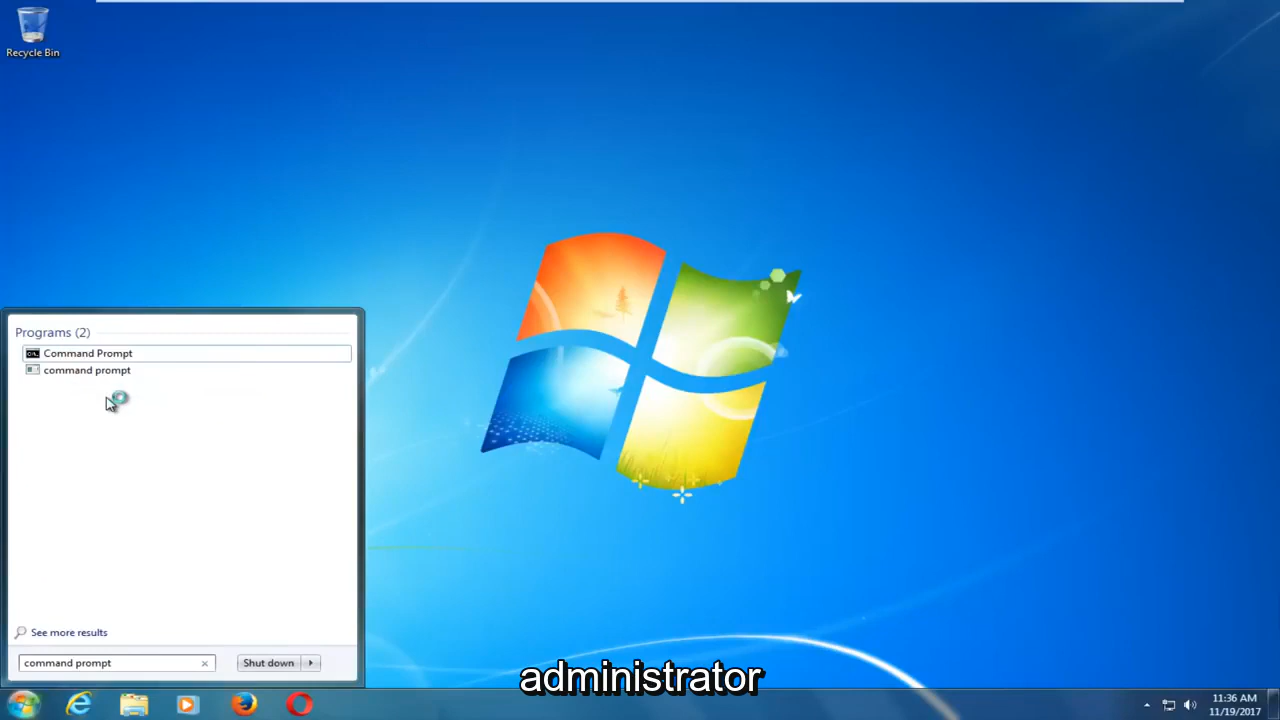 Recycle Bin
Programs (2)
Command Prompt
command prompt
See more results
command prompt
Shut down
administrator
11:36 AM
11/19/2017